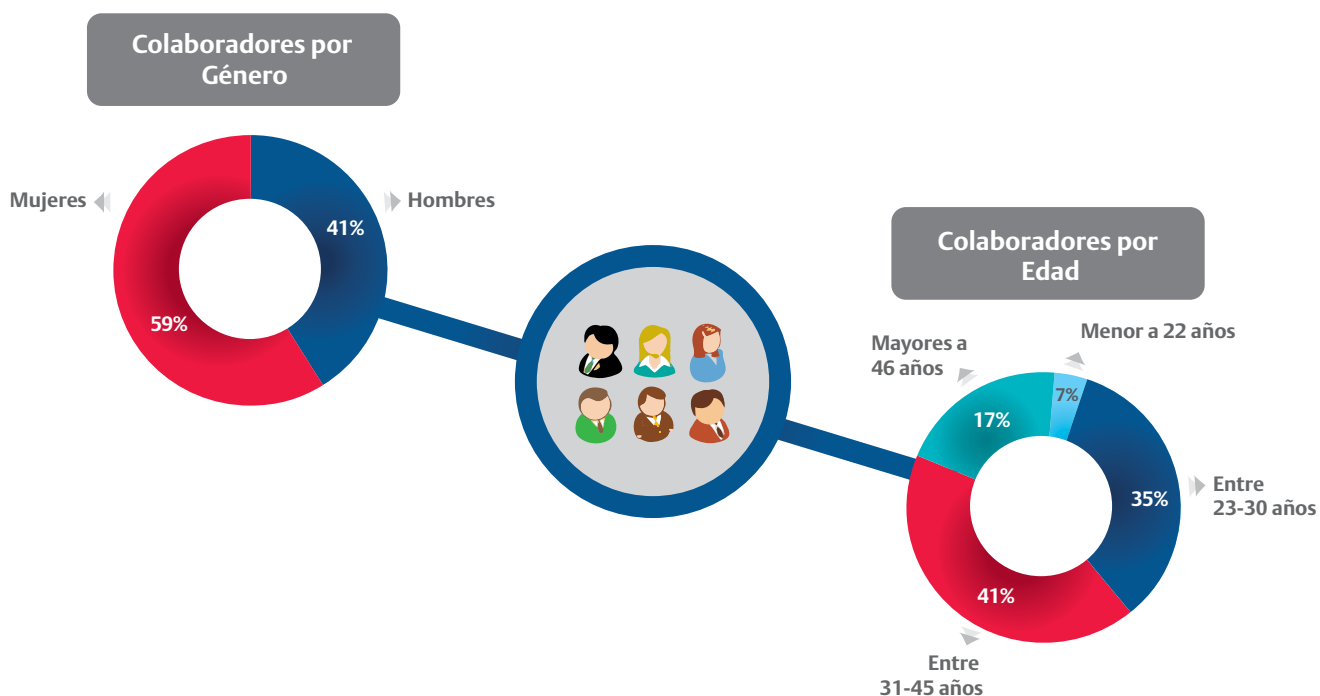 Colaboradores por
Género
Mujeres
Hombres
41%
59%
Colaboradores por
Edad
Mayores a
46 años
Menor a 22 años
7%
17%
35%
Entre
23-30 años
41%
Entre
31-45 años